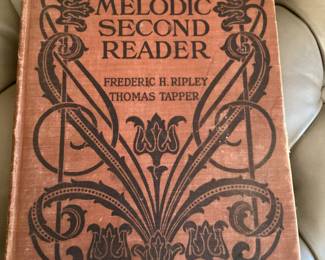 MELODIC
SECOND
READER
FREDERIC H. RIPLEY
THOMAS TAPPER